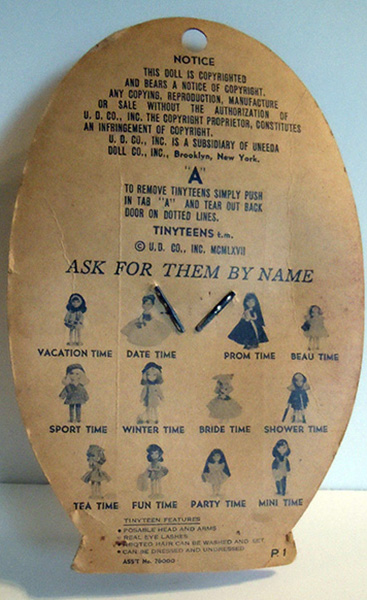 NOTICE
THIS DOLL IS COPYRIGHTED
AND BEARS A NOTICE OF COPYRIGHT.
ANY COPYING, REPRODUCTION, MANUFACTURE
OR SALE WITHOUT THE AUTHORIZATION OF
U. D. CO., INC. THE COPYRIGHT PROPRIETOR, CONSTITUTES
AN INFRINGEMENT OF COPYRIGHT.
U. D. CO., INC. IS A SUBSIDIARY OF UNEEDA
DOLL CO., INC., Brooklyn, New York.
"A"
TO REMOVE TINYTEENS SIMPLY PUSH
IN TAB "A" AND TEAR OUT BACK
DOOR ON DOTTED LINES.
TINYTEENS t.m.
© U. D. CO., INC. MCMLXVII
ASK FOR THEM BY NAME
VACATION TIME DATE TIME PROM TIME BEAU TIME
SPORT TIME WINTER TIME BRIDE TIME SHOWER TIME
TEA TIME FUN TIME PARTY TIME MINI TIME
TINYTEEN FEATURES
• POSABLE HEAD AND ARMS
• REAL EYE LASHES
• ROOTED HAIR CAN BE WASHED AND SET
• CAN BE DRESSED AND UNDRESSED
ASS'T No. 75000
P.1